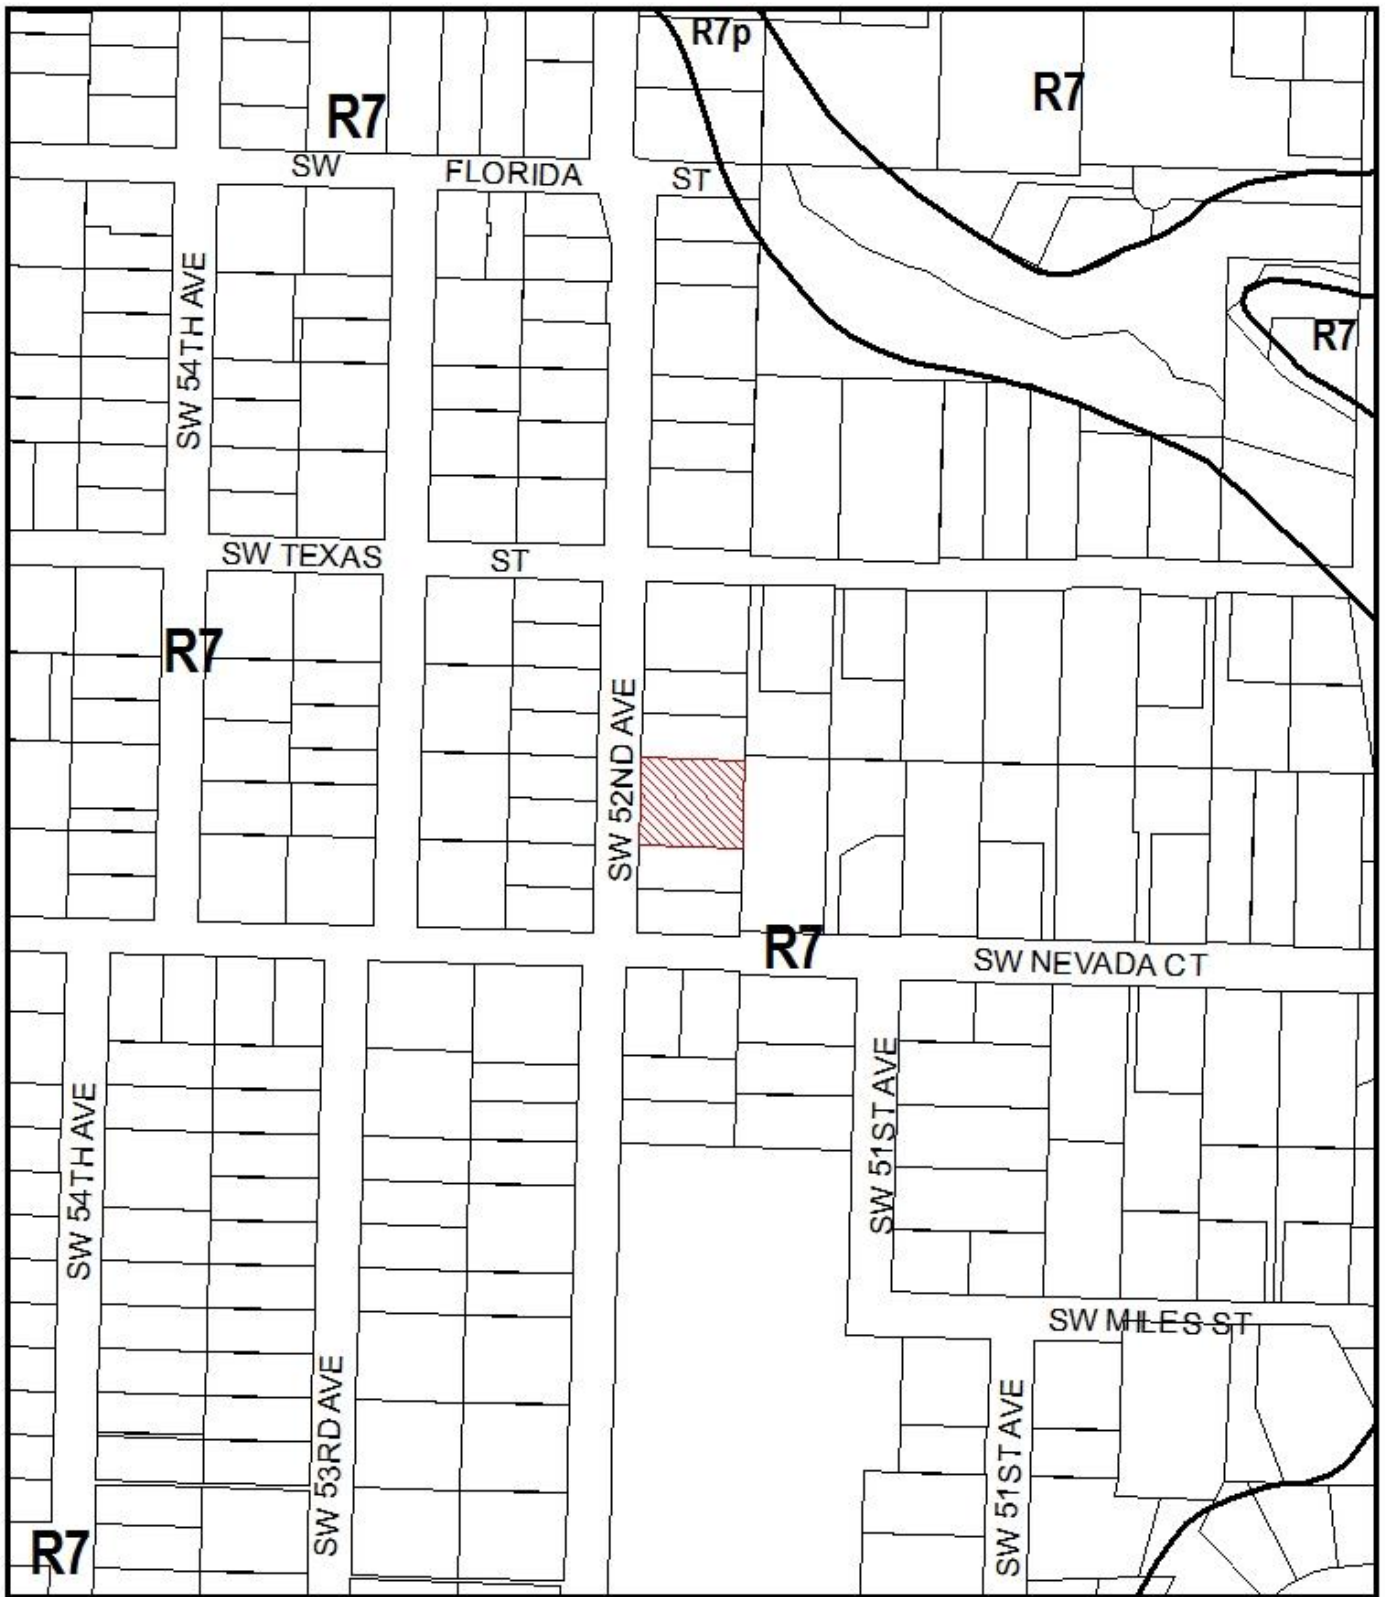 R7p
R7
R7
SW FLORIDA ST
SW 54TH AVE
R7
SW TEXAS ST
R7
SW 52ND AVE
R7
SW NEVADA CT
SW 51ST AVE
SW 54TH AVE
SW MILES ST
SW 53RD AVE
SW 51ST AVE
R7